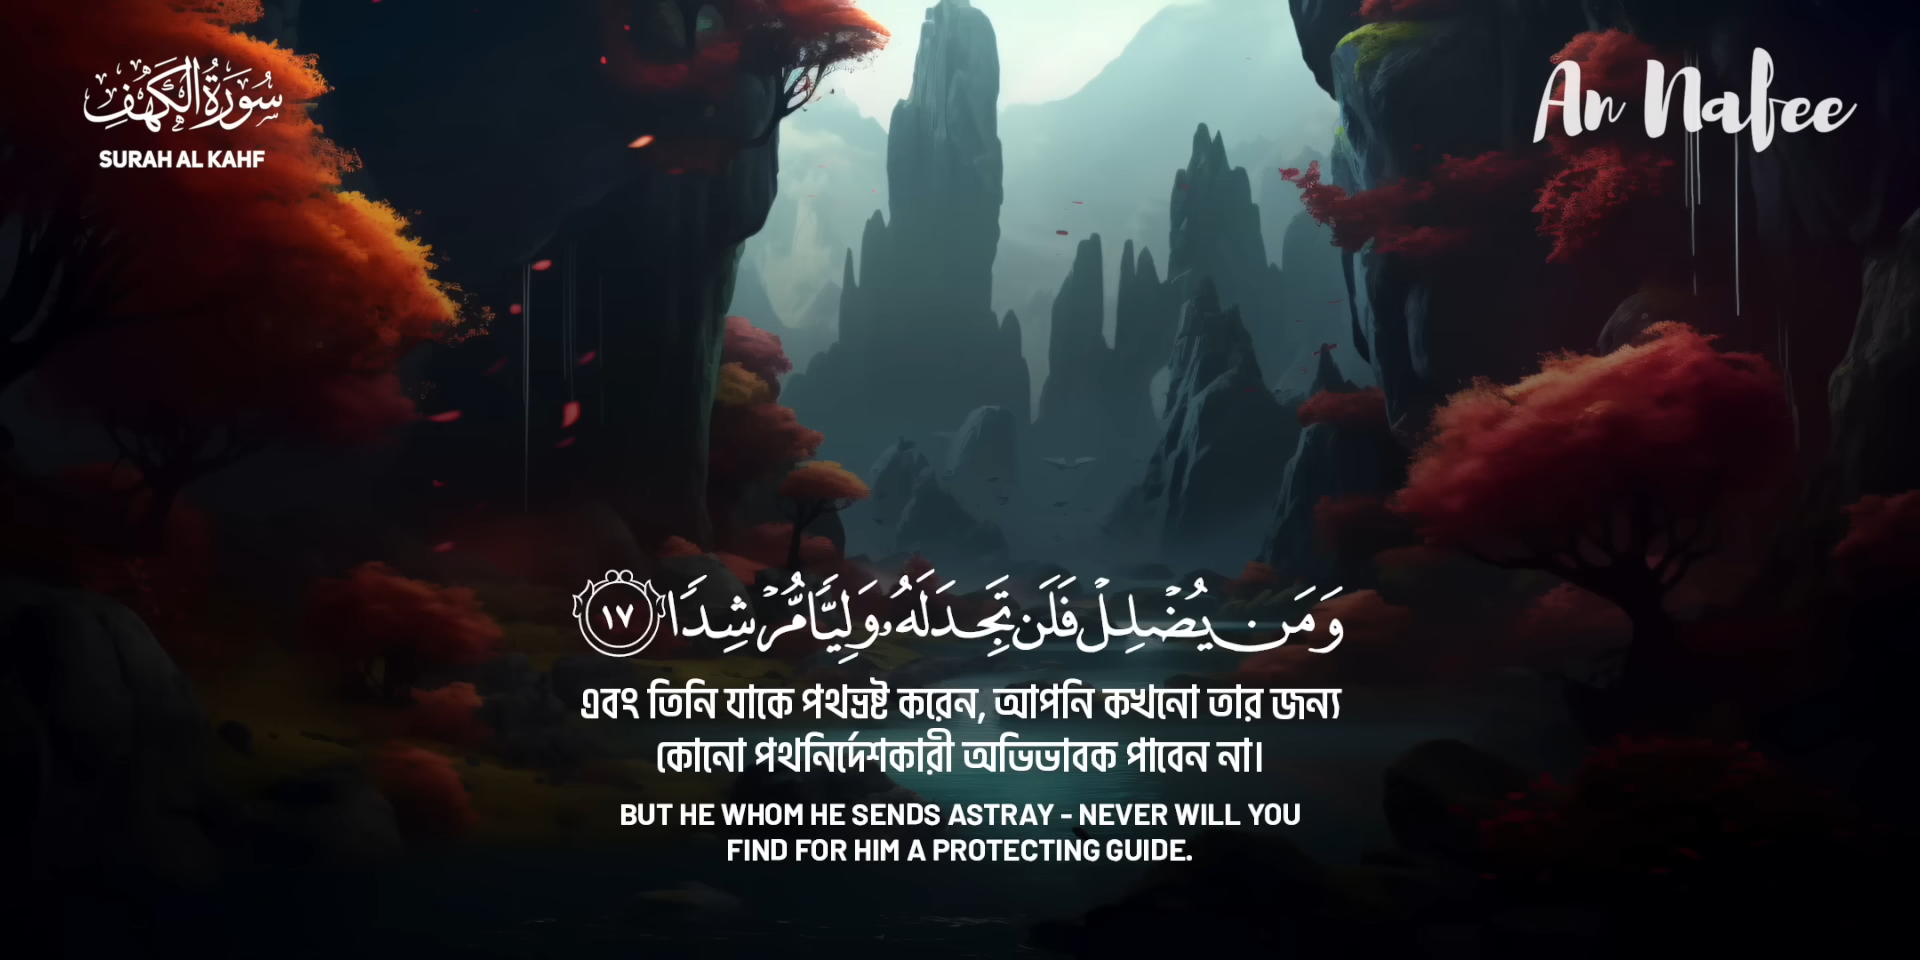 سُورَةُ الكَهْفِ
SURAH AL KAHF
An Nafee
وَمَن يُضْلِلْ فَلَن تَجِدَ لَهُۥ وَلِيًّا مُّرْشِدًا ١٧
এবং তিনি যাকে পথভ্রষ্ট করেন, আপনি কখনো তার জন্য
কোনো পথনির্দেশকারী অভিভাবক পাবেন না।
BUT HE WHOM HE SENDS ASTRAY - NEVER WILL YOU
FIND FOR HIM A PROTECTING GUIDE.